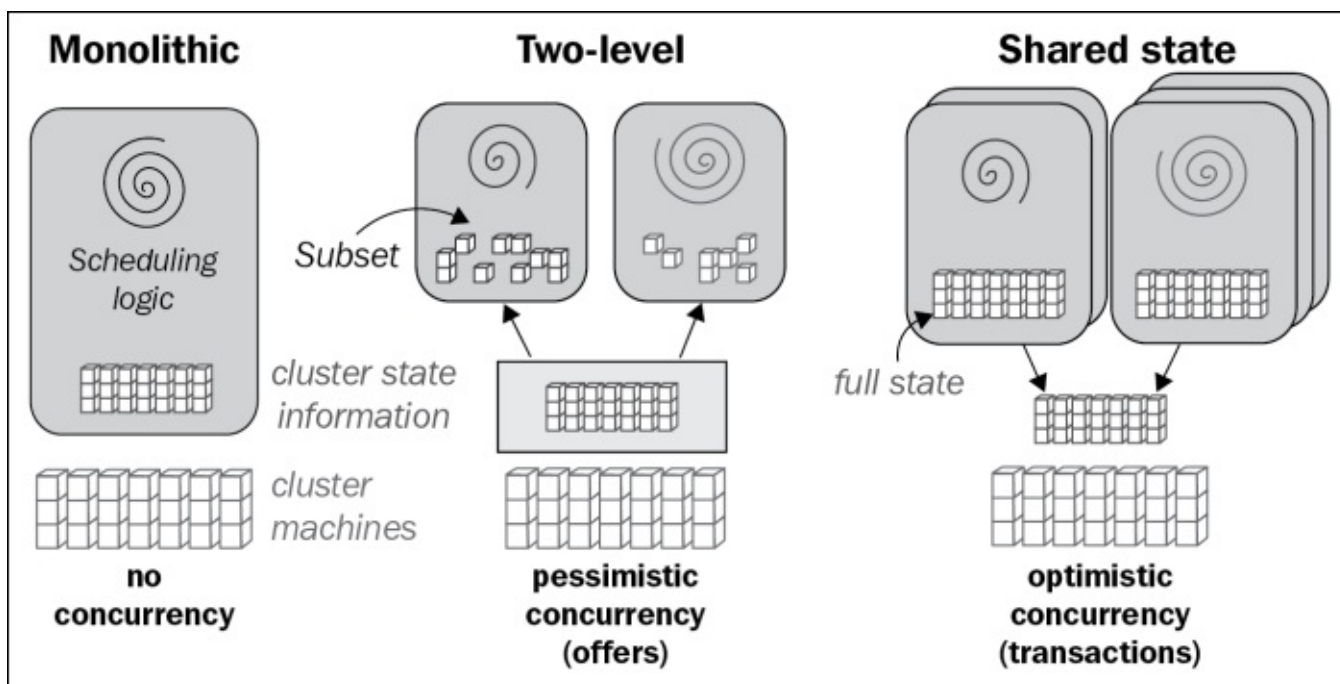 Monolithic
Scheduling
logic
no
concurrency
cluster state
information
cluster
machines
Two-level
Subset
pessimistic
concurrency
(offers)
Shared state
full state
optimistic
concurrency
(transactions)